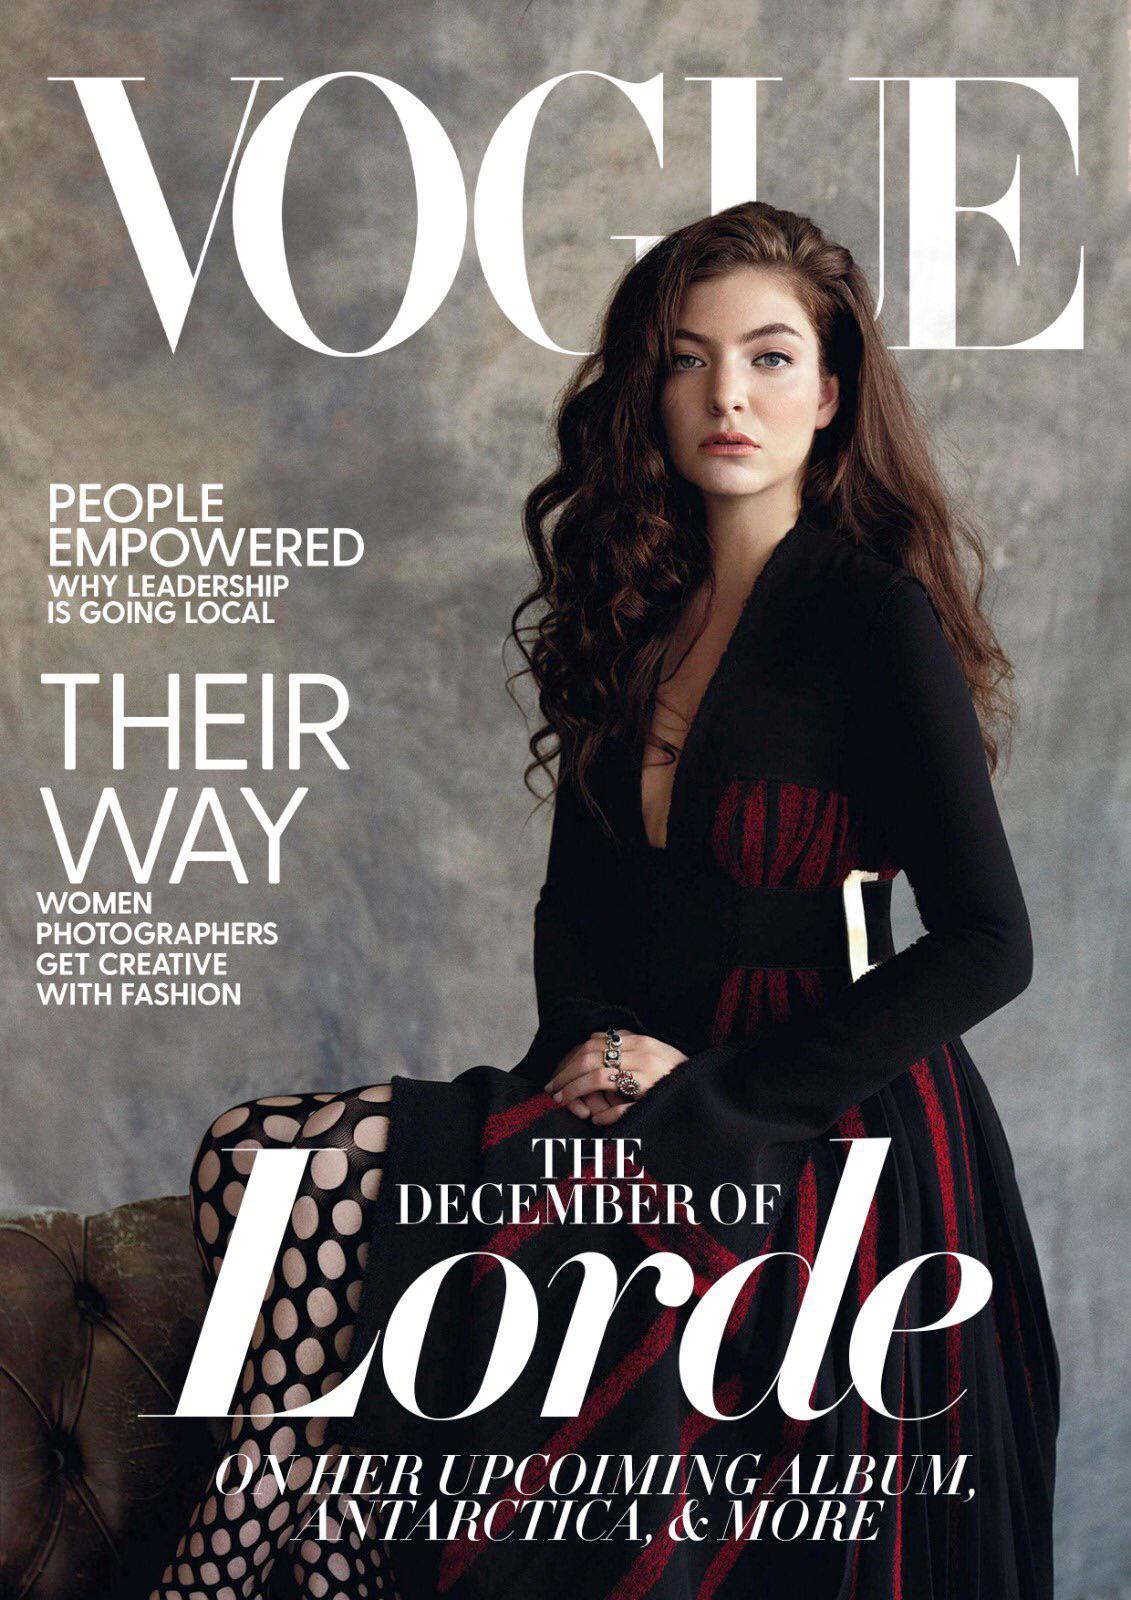 VOGUE
PEOPLE
EMPOWERED
WHY LEADERSHIP
IS GOING LOCAL
THEIR
WAY
WOMEN
PHOTOGRAPHERS
GET CREATIVE
WITH FASHION
THE
DECEMBER OF
Lorde
ON HER UPCOIMING ALBUM,
ANTARCTICA, & MORE